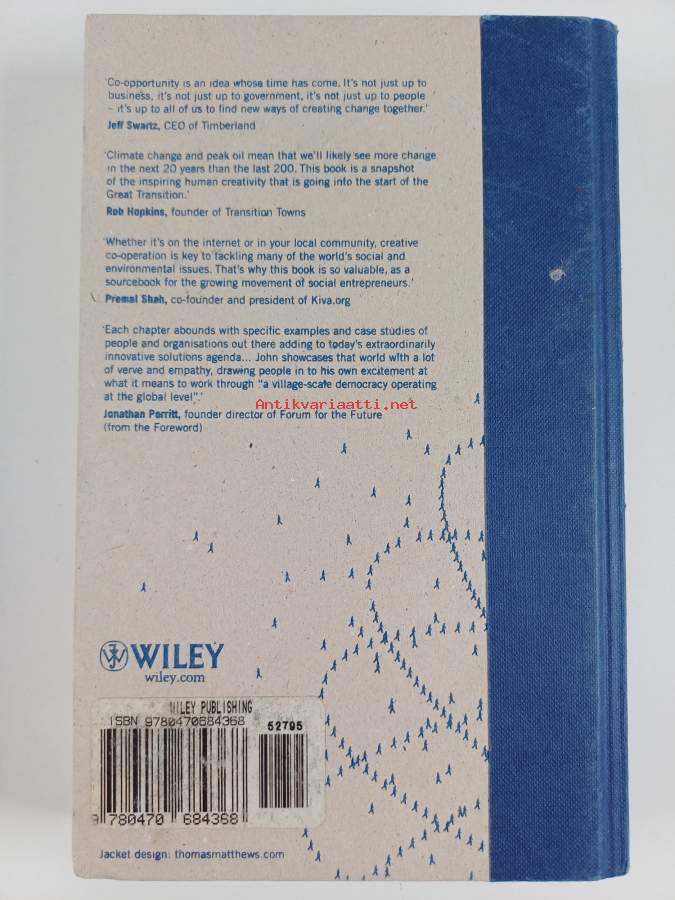 ‘Co-opportunity is an idea whose time has come. It's not just up to
business, it's not just up to government, it's not just up to people
– it's up to all of us to find new ways of creating change together.’
Jeff Swartz, CEO of Timberland
‘Climate change and peak oil mean that we'll likely see more change
in the next 20 years than the last 200. This book is a snapshot
of the inspiring human creativity that is going into the start of the
Great Transition.’
Rob Hopkins, founder of Transition Towns
‘Whether it's on the internet or in your local community, creative
co-operation is key to tackling many of the world's social and
environmental issues. That's why this book is so valuable, as a
sourcebook for the growing movement of social entrepreneurs.’
Premal Shah, co-founder and president of Kiva.org
‘Each chapter abounds with specific examples and case studies of
people and organisations out there adding to today's extraordinarily
innovative solutions agenda... John showcases that world with a lot
of verve and empathy, drawing people in to his own excitement at
what it means to work through “a village-scale democracy operating
at the global level”.’
Antikvariaatti.net
Jonathan Porritt, founder director of Forum for the Future
(from the Foreword)
WILEY
wiley.com
WILEY PUBLISHING
ISBN 9780470684368
52795
9 780470 684368
Jacket design: thomasmatthews.com